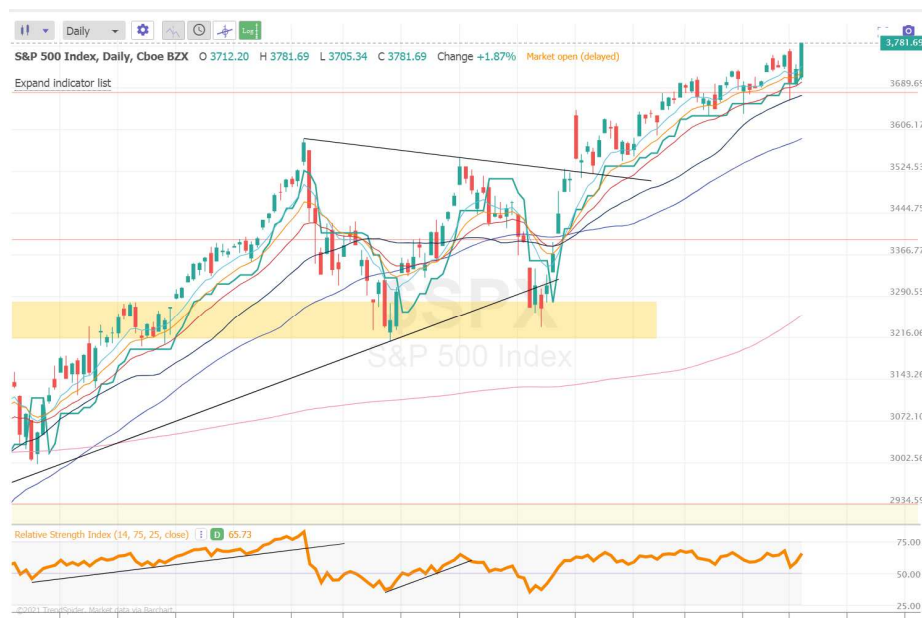 Daily
Log
S&P 500 Index, Daily, Cboe BZX O 3712.20 H 3781.69 L 3705.34 C 3781.69 Change +1.87% Market open (delayed)
Expand indicator list
3,781.69
3689.69
3606.17
3524.53
3444.75
3366.77
3290.55
3216.06
3143.26
3072.10
3002.56
2934.59
$SPX
S&P 500 Index
Relative Strength Index (14, 75, 25, close) D 65.73
75.00
50.00
25.00
©2021 TrendSpider. Market data via Barchart.